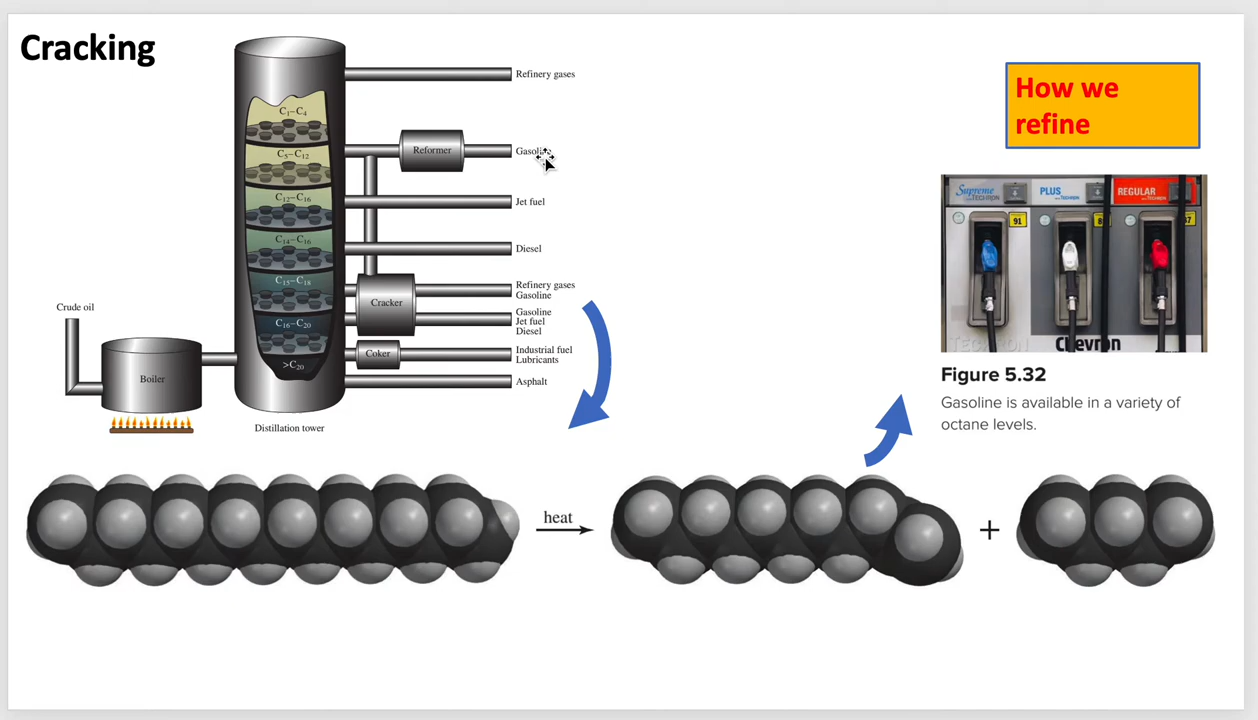 Cracking
How we
refine
Refinery gases
C1–C4
Reformer
C5–C12
C12–C16
Jet fuel
C14–C16
Diesel
C15–C18
Refinery gases
Gasoline
Cracker
Gasoline
Jet fuel
Diesel
C16–C20
Coker
Industrial fuel
Lubricants
>C20
Asphalt
Crude oil
Boiler
Distillation tower
Supreme
TECHRON
PLUS
REGULAR
91
Chevron
Figure 5.32
Gasoline is available in a variety of
octane levels.
heat
+